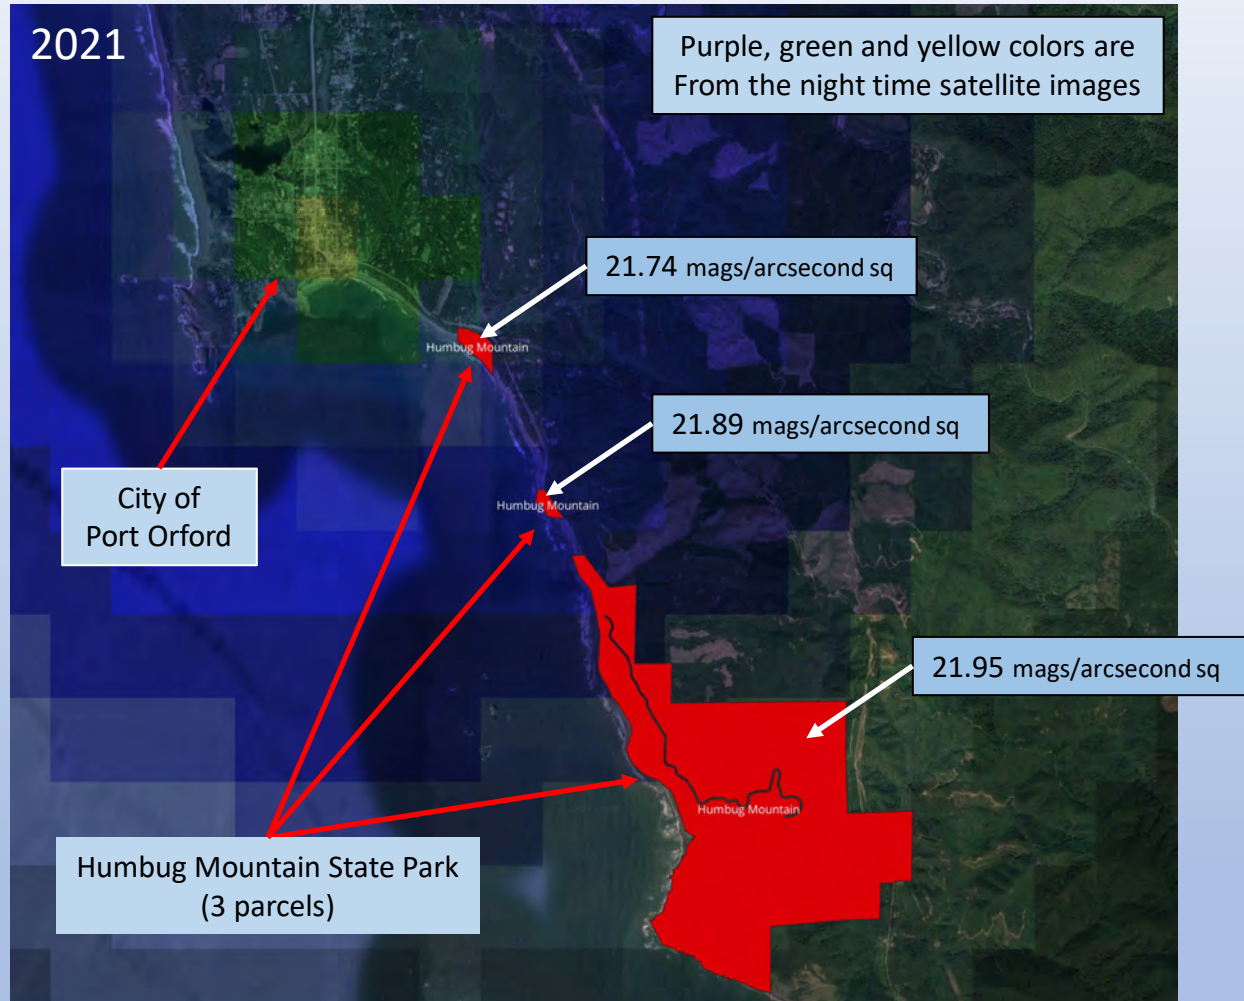 2021
Purple, green and yellow colors are
From the night time satellite images
21.74 mags/arcsecond sq
Humbug Mountain
21.89 mags/arcsecond sq
Humbug Mountain
City of
Port Orford
21.95 mags/arcsecond sq
Humbug Mountain
Humbug Mountain State Park
(3 parcels)